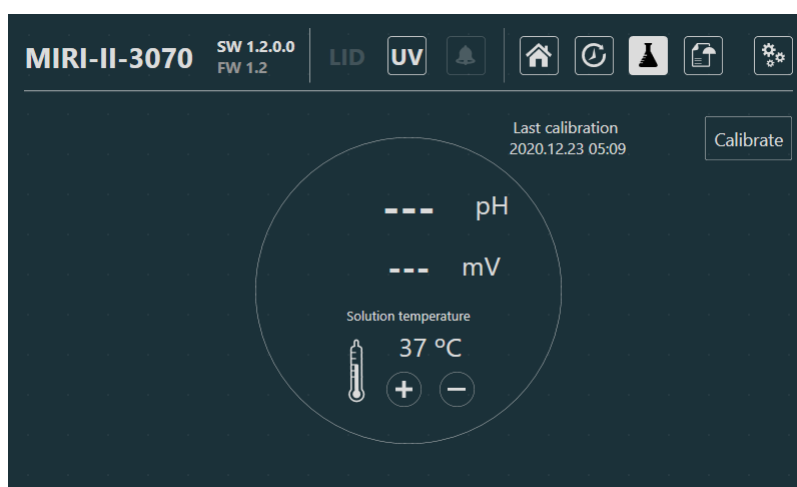 MIRI-II-3070
SW 1.2.0.0
FW 1.2
LID
UV
Last calibration
2020.12.23 05:09
Calibrate
--- pH
--- mV
Solution temperature
37 ºC
+ −